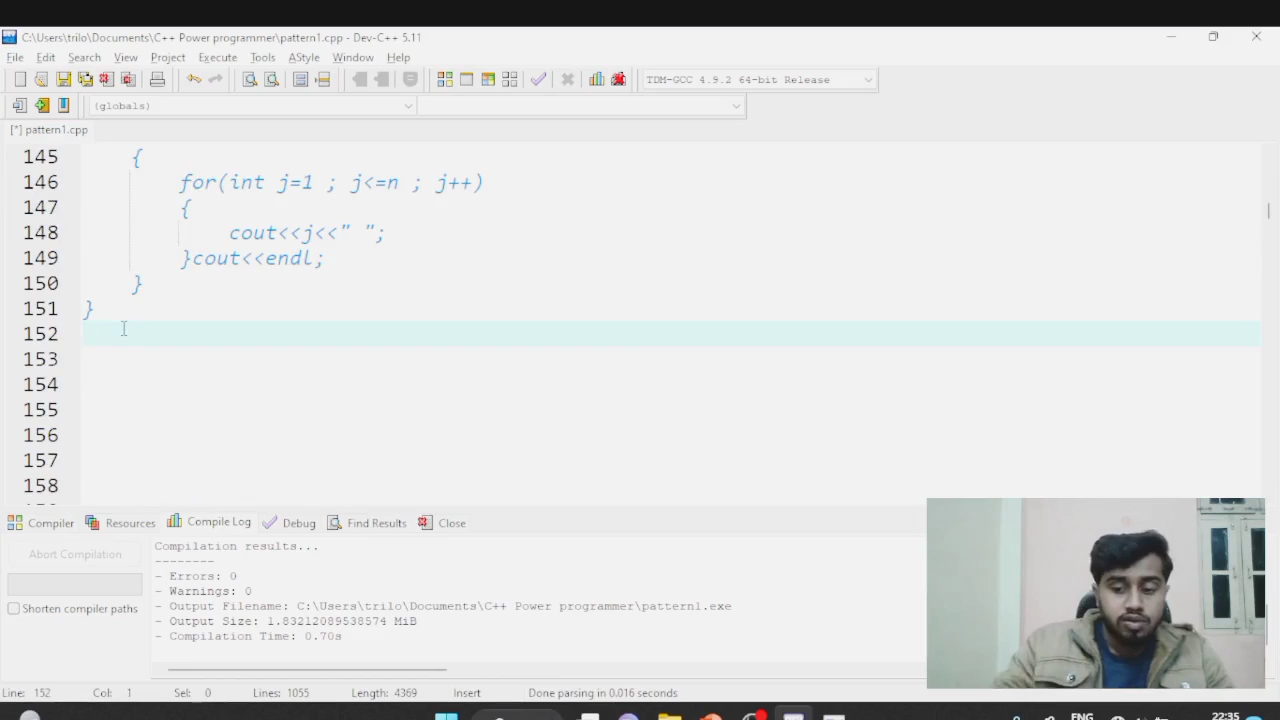 C:\Users\trilo\Documents\C++ Power programmer\pattern1.cpp - Dev-C++ 5.11
File Edit Search View Project Execute Tools AStyle Window Help
TDM-GCC 4.9.2 64-bit Release
(globals)
[*] pattern1.cpp
145 {
146 for(int j=1 ; j<=n ; j++)
147 {
148 cout<<j<<" ";
149 }cout<<endl;
150 }
151 }
152
153
154
155
156
157
158
Compiler Resources Compile Log Debug Find Results Close
Abort Compilation
Shorten compiler paths
Compilation results...
--------
- Errors: 0
- Warnings: 0
- Output Filename: C:\Users\trilo\Documents\C++ Power programmer\pattern1.exe
- Output Size: 1.83212089538574 MiB
- Compilation Time: 0.70s
Line: 152 Col: 1 Sel: 0 Lines: 1055 Length: 4369 Insert Done parsing in 0.016 seconds
ENG
22:35